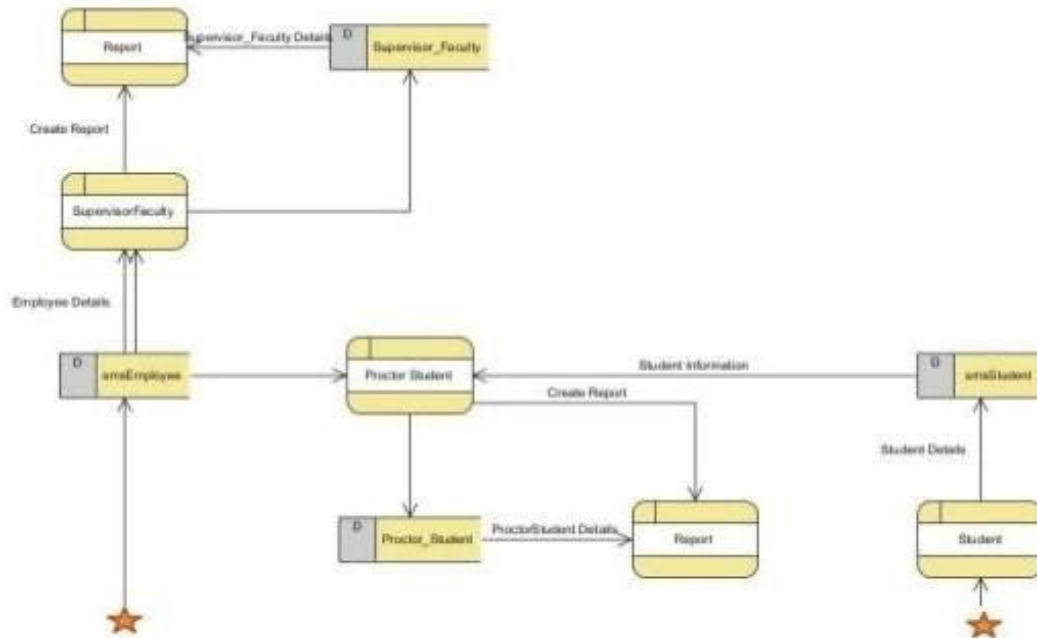 D
Report
Supervisor_Faculty Details
Supervisor_Faculty
Create Report
SupervisorFaculty
Employee Details
D
D
smsEmployee
Proctor Student
Student Information
smsStudent
Create Report
Student Details
D
Proctor_Student
ProctorStudent Details
Report
Student